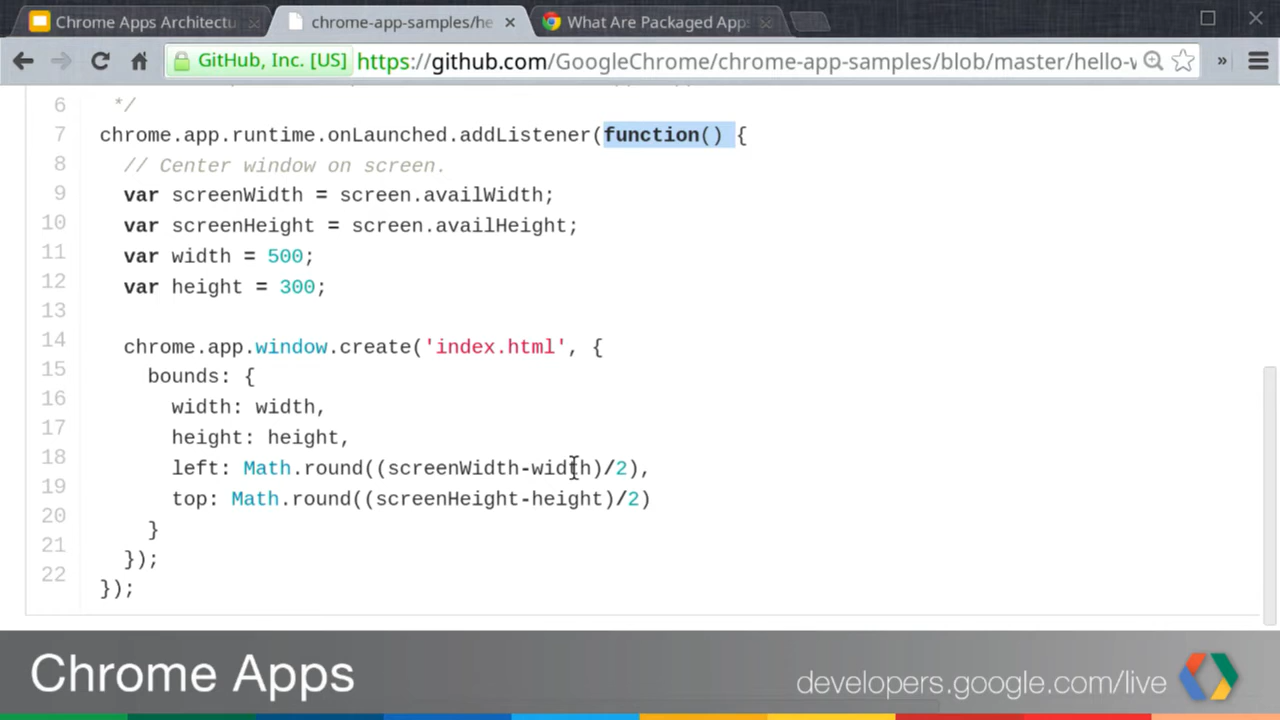 Chrome Apps Architectu
chrome-app-samples/he
What Are Packaged App
GitHub, Inc. [US] https://github.com/GoogleChrome/chrome-app-samples/blob/master/hello-w
6 */
7 chrome.app.runtime.onLaunched.addListener(function() {
8 // Center window on screen.
9 var screenWidth = screen.availWidth;
10 var screenHeight = screen.availHeight;
11 var width = 500;
12 var height = 300;
13
14 chrome.app.window.create('index.html', {
15 bounds: {
16 width: width,
17 height: height,
18 left: Math.round((screenWidth-width)/2),
19 top: Math.round((screenHeight-height)/2)
20 }
21 });
22 });
Chrome Apps
developers.google.com/live